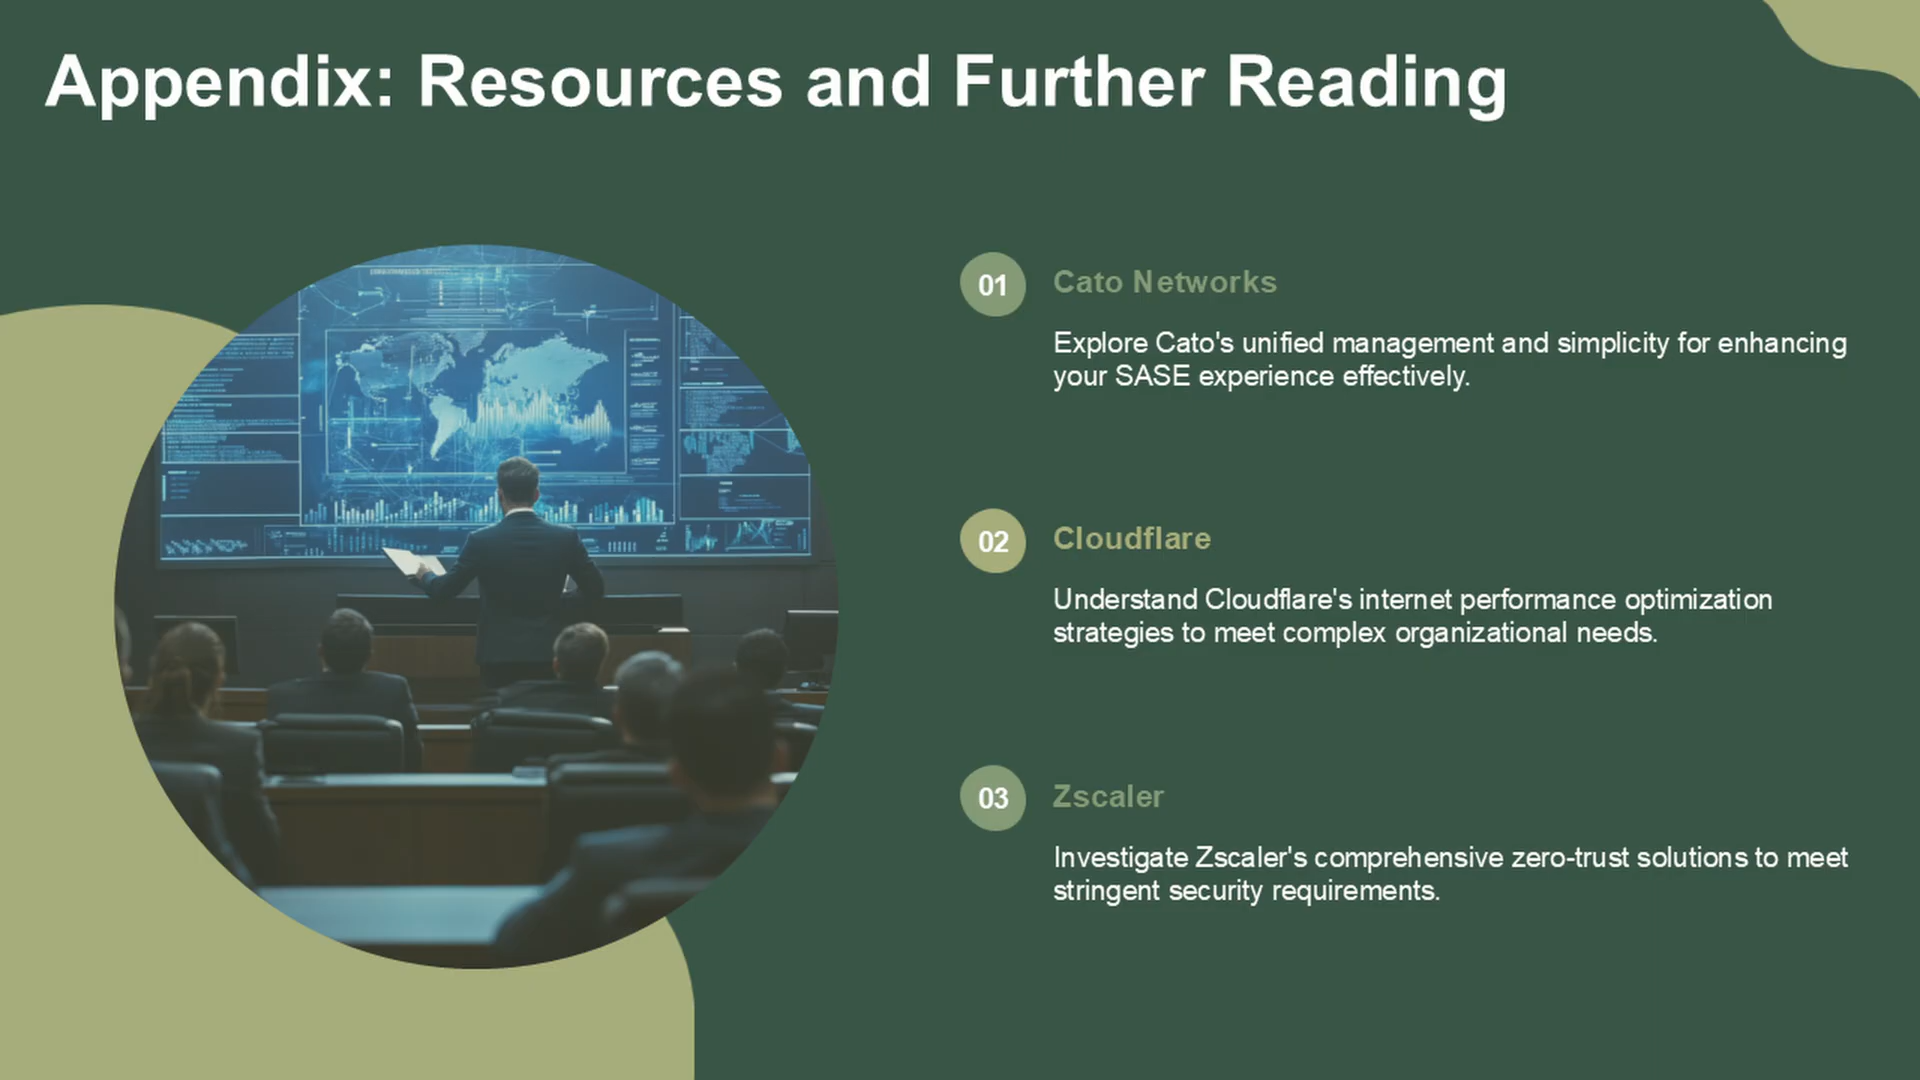 Appendix: Resources and Further Reading
01
Cato Networks
Explore Cato's unified management and simplicity for enhancing
your SASE experience effectively.
02
Cloudflare
Understand Cloudflare's internet performance optimization
strategies to meet complex organizational needs.
03
Zscaler
Investigate Zscaler's comprehensive zero-trust solutions to meet
stringent security requirements.